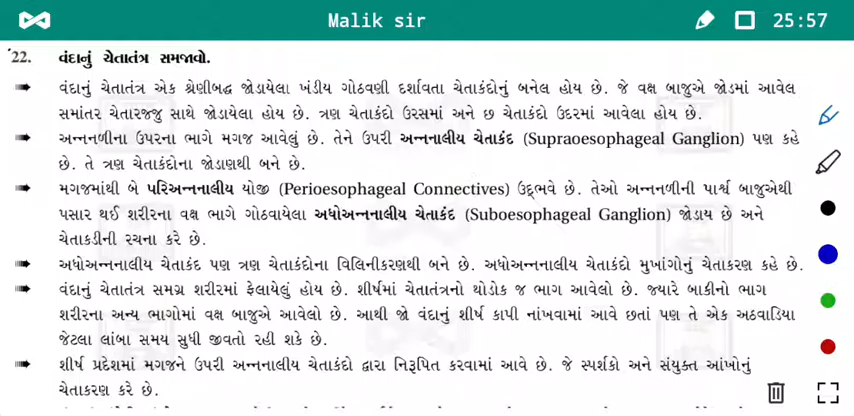 Malik sir
25:57
22. વંદાનું ચેતાતંત્ર સમજાવો.
વંદાનું ચેતાતંત્ર એક શ્રેણીબદ્ધ જોડાયેલા ખંડીય ગોઠવણી દર્શાવતા ચેતાકંદોનું બનેલ હોય છે. જે વક્ષ બાજુએ જોડમાં આવેલ
સમાંતર ચેતારજ્જુ સાથે જોડાયેલા હોય છે. ત્રણ ચેતાકંદો ઉરસમાં અને છ ચેતાકંદો ઉદરમાં આવેલા હોય છે.
અન્નનળીના ઉપરના ભાગે મગજ આવેલું છે. તેને ઉપરી અન્નનાલીય ચેતાકંદ (Supraoesophageal Ganglion) પણ કહે
છે. તે ત્રણ ચેતાકંદોના જોડાણથી બને છે.
મગજમાંથી બે પરિઅન્નનાલીય યોજી (Perioesophageal Connectives) ઉદ્ભવે છે. તેઓ અન્નનળીની પાર્શ્વ બાજુએથી
પસાર થઈ શરીરના વક્ષ ભાગે ગોઠવાયેલા અધોઅન્નનાલીય ચેતાકંદ (Suboesophageal Ganglion) જોડાય છે અને
ચેતાકડીની રચના કરે છે.
અધોઅન્નનાલીય ચેતાકંદ પણ ત્રણ ચેતાકંદોના વિલિનીકરણથી બને છે. અધોઅન્નનાલીય ચેતાકંદો મુખાંગોનું ચેતાકરણ કહે છે.
વંદાનું ચેતાતંત્ર સમગ્ર શરીરમાં ફેલાયેલું હોય છે. શીર્ષમાં ચેતાતંત્રનો થોડોક જ ભાગ આવેલો છે. જ્યારે બાકીનો ભાગ
શરીરના અન્ય ભાગોમાં વક્ષ બાજુએ આવેલો છે. આથી જો વંદાનું શીર્ષ કાપી નાંખવામાં આવે છતાં પણ તે એક અઠવાડિયા
જેટલા લાંબા સમય સુધી જીવતો રહી શકે છે.
શીર્ષ પ્રદેશમાં મગજને ઉપરી અન્નનાલીય ચેતાકંદો દ્વારા નિરૂપિત કરવામાં આવે છે. જે સ્પર્શકો અને સંયુક્ત આંખોનું
ચેતાકરણ કરે છે.